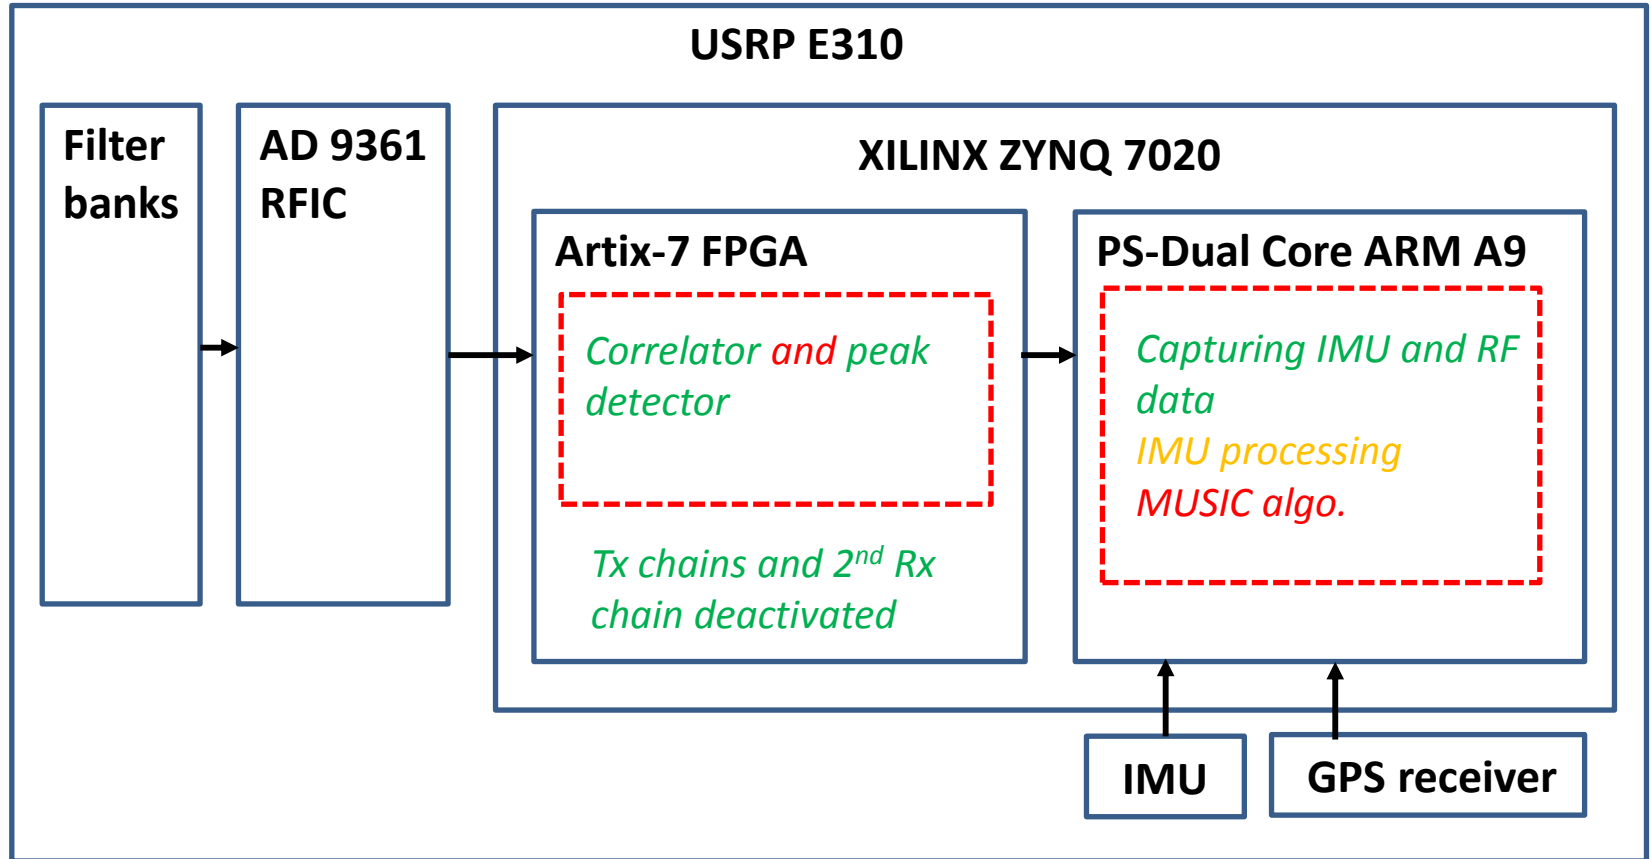 USRP E310
Filter
banks
AD 9361
RFIC
XILINX ZYNQ 7020
Artix-7 FPGA
Correlator and peak
detector
Tx chains and 2nd Rx
chain deactivated
PS-Dual Core ARM A9
Capturing IMU and RF
data
IMU processing
MUSIC algo.
IMU
GPS receiver